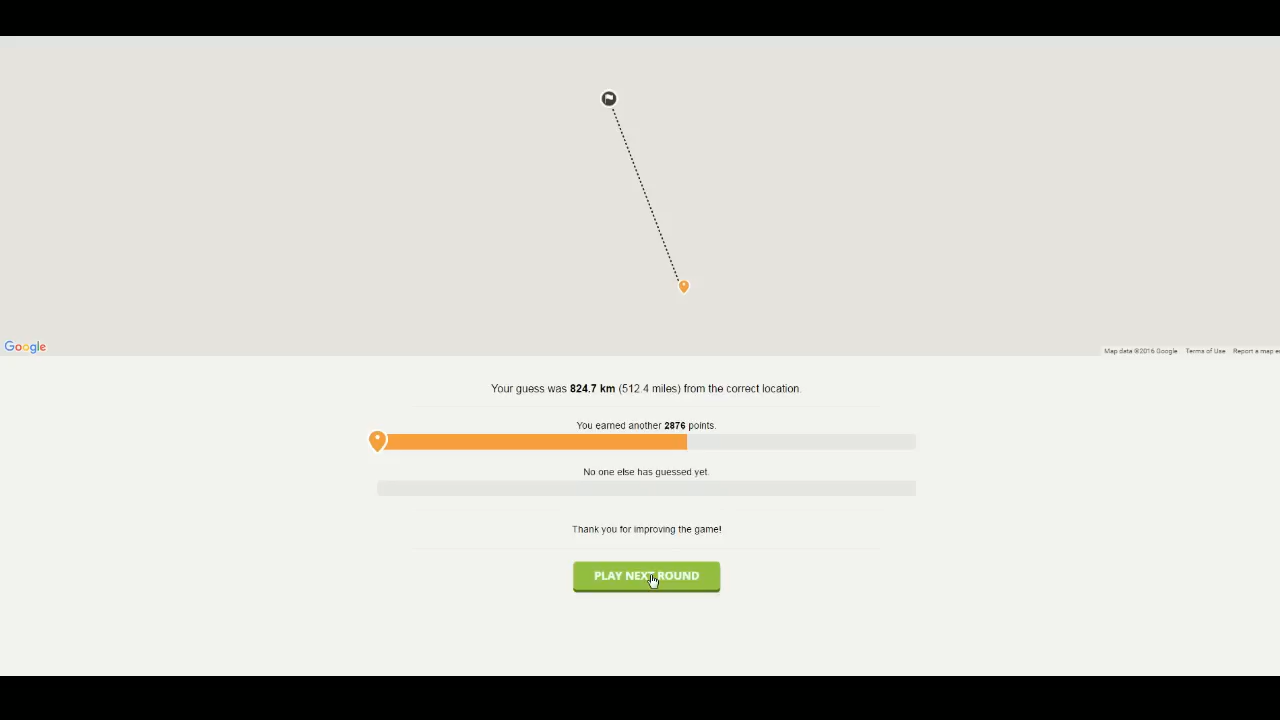 Google
Map data ©2016 Google Terms of Use Report a map e
Your guess was 824.7 km (512.4 miles) from the correct location.
You earned another 2876 points.
No one else has guessed yet.
Thank you for improving the game!
PLAY NEXT ROUND